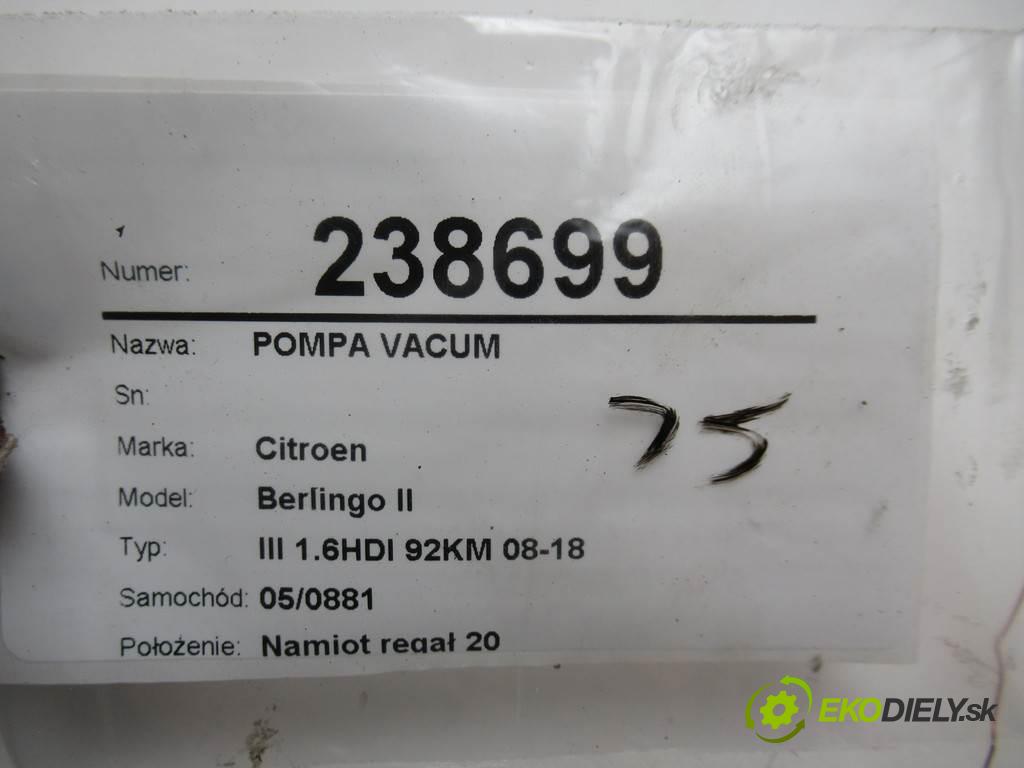 Numer: 238699
Nazwa: POMPA VACUM
Sn:
Marka: Citroen
75
Model: Berlingo II
Typ: III 1.6HDI 92KM 08-18
Samochód: 05/0881
Położenie: Namiot regał 20
EKODIELY.sk